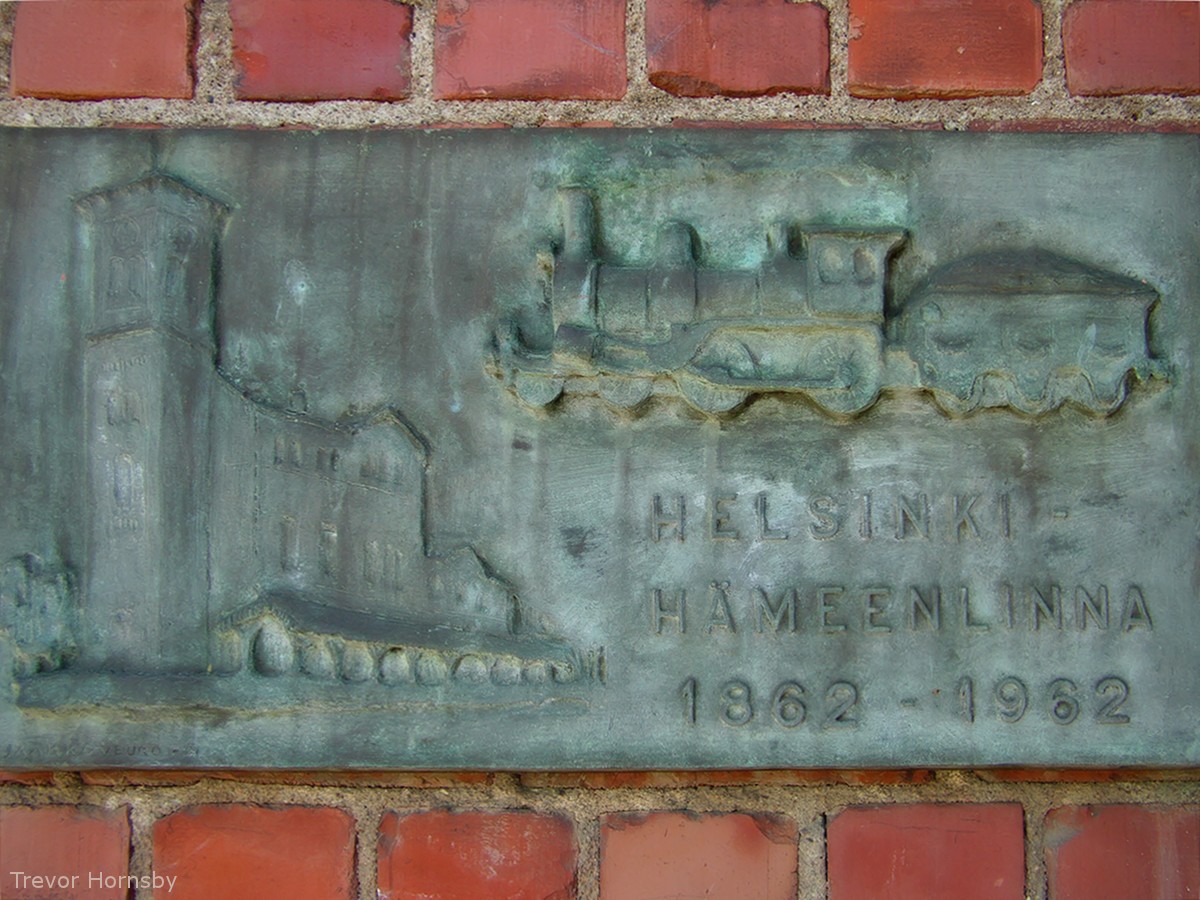 HELSINKI -
HÄMEENLINNA
1862 - 1962
Trevor Hornsby